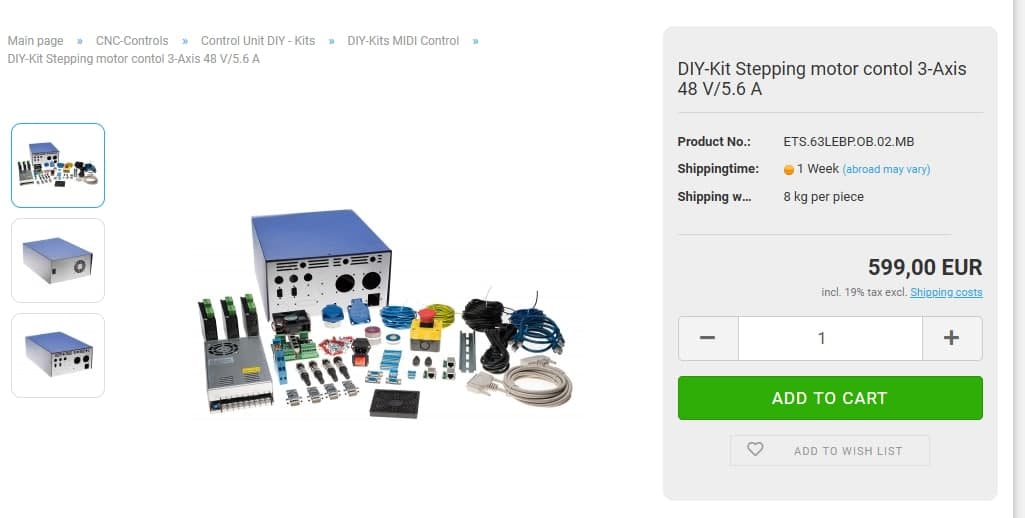 Main page » CNC-Controls » Control Unit DIY - Kits » DIY-Kits MIDI Control »
DIY-Kit Stepping motor contol 3-Axis 48 V/5.6 A
DIY-Kit Stepping motor contol 3-Axis
48 V/5.6 A
Product No.: ETS.63LEBP.OB.02.MB
Shippingtime: 1 Week (abroad may vary)
Shipping w... 8 kg per piece
599,00 EUR
incl. 19% tax excl. Shipping costs
− 1 +
ADD TO CART
ADD TO WISH LIST